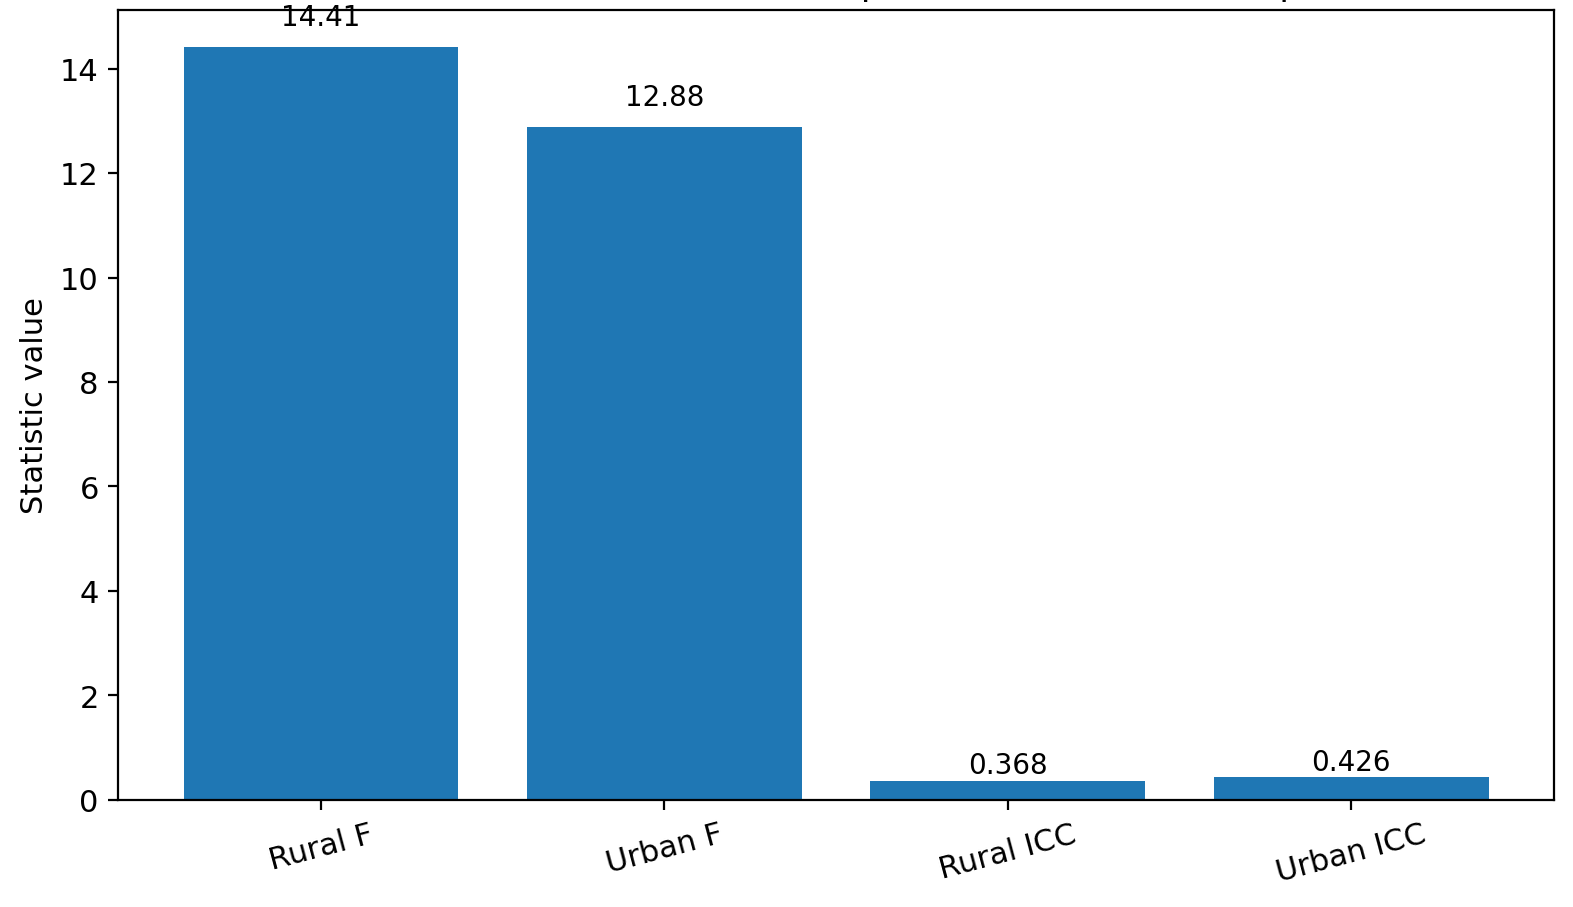 14.41
12.88
0.368
0.426
14
12
10
8
6
4
2
0
Statistic value
Rural F
Urban F
Rural ICC
Urban ICC